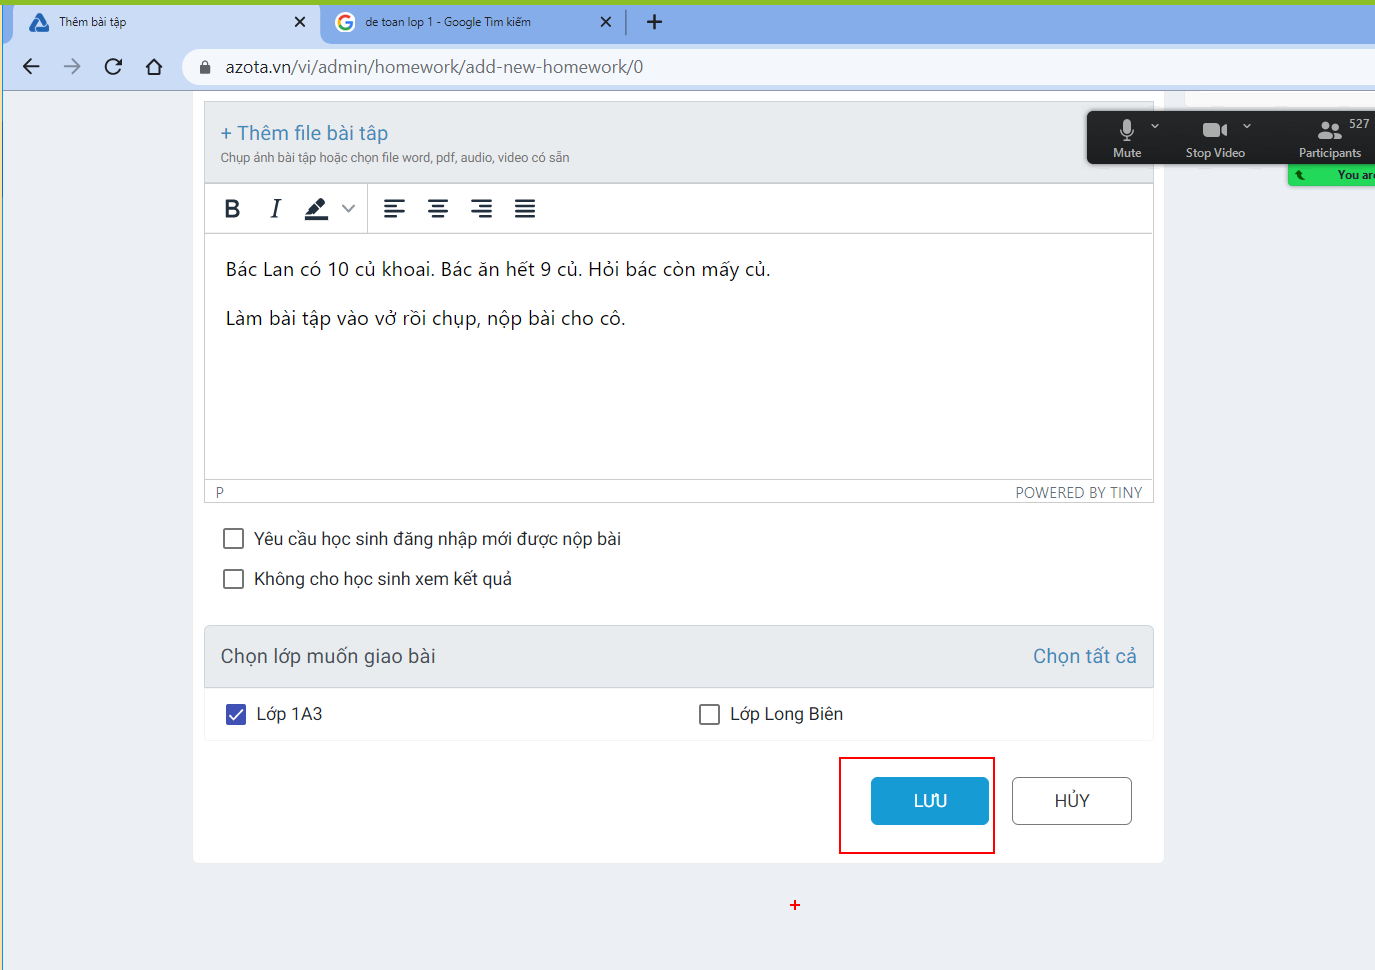 Thêm bài tập
de toan lop 1 - Google Tìm kiếm
azota.vn/vi/admin/homework/add-new-homework/0
+ Thêm file bài tập
Chụp ảnh bài tập hoặc chọn file word, pdf, audio, video có sẵn
527
Mute
Stop Video
Participants
You are
B I
Bác Lan có 10 củ khoai. Bác ăn hết 9 củ. Hỏi bác còn mấy củ.
Làm bài tập vào vở rồi chụp, nộp bài cho cô.
P
POWERED BY TINY
Yêu cầu học sinh đăng nhập mới được nộp bài
Không cho học sinh xem kết quả
Chọn lớp muốn giao bài
Chọn tất cả
Lớp 1A3
Lớp Long Biên
LƯU
HỦY